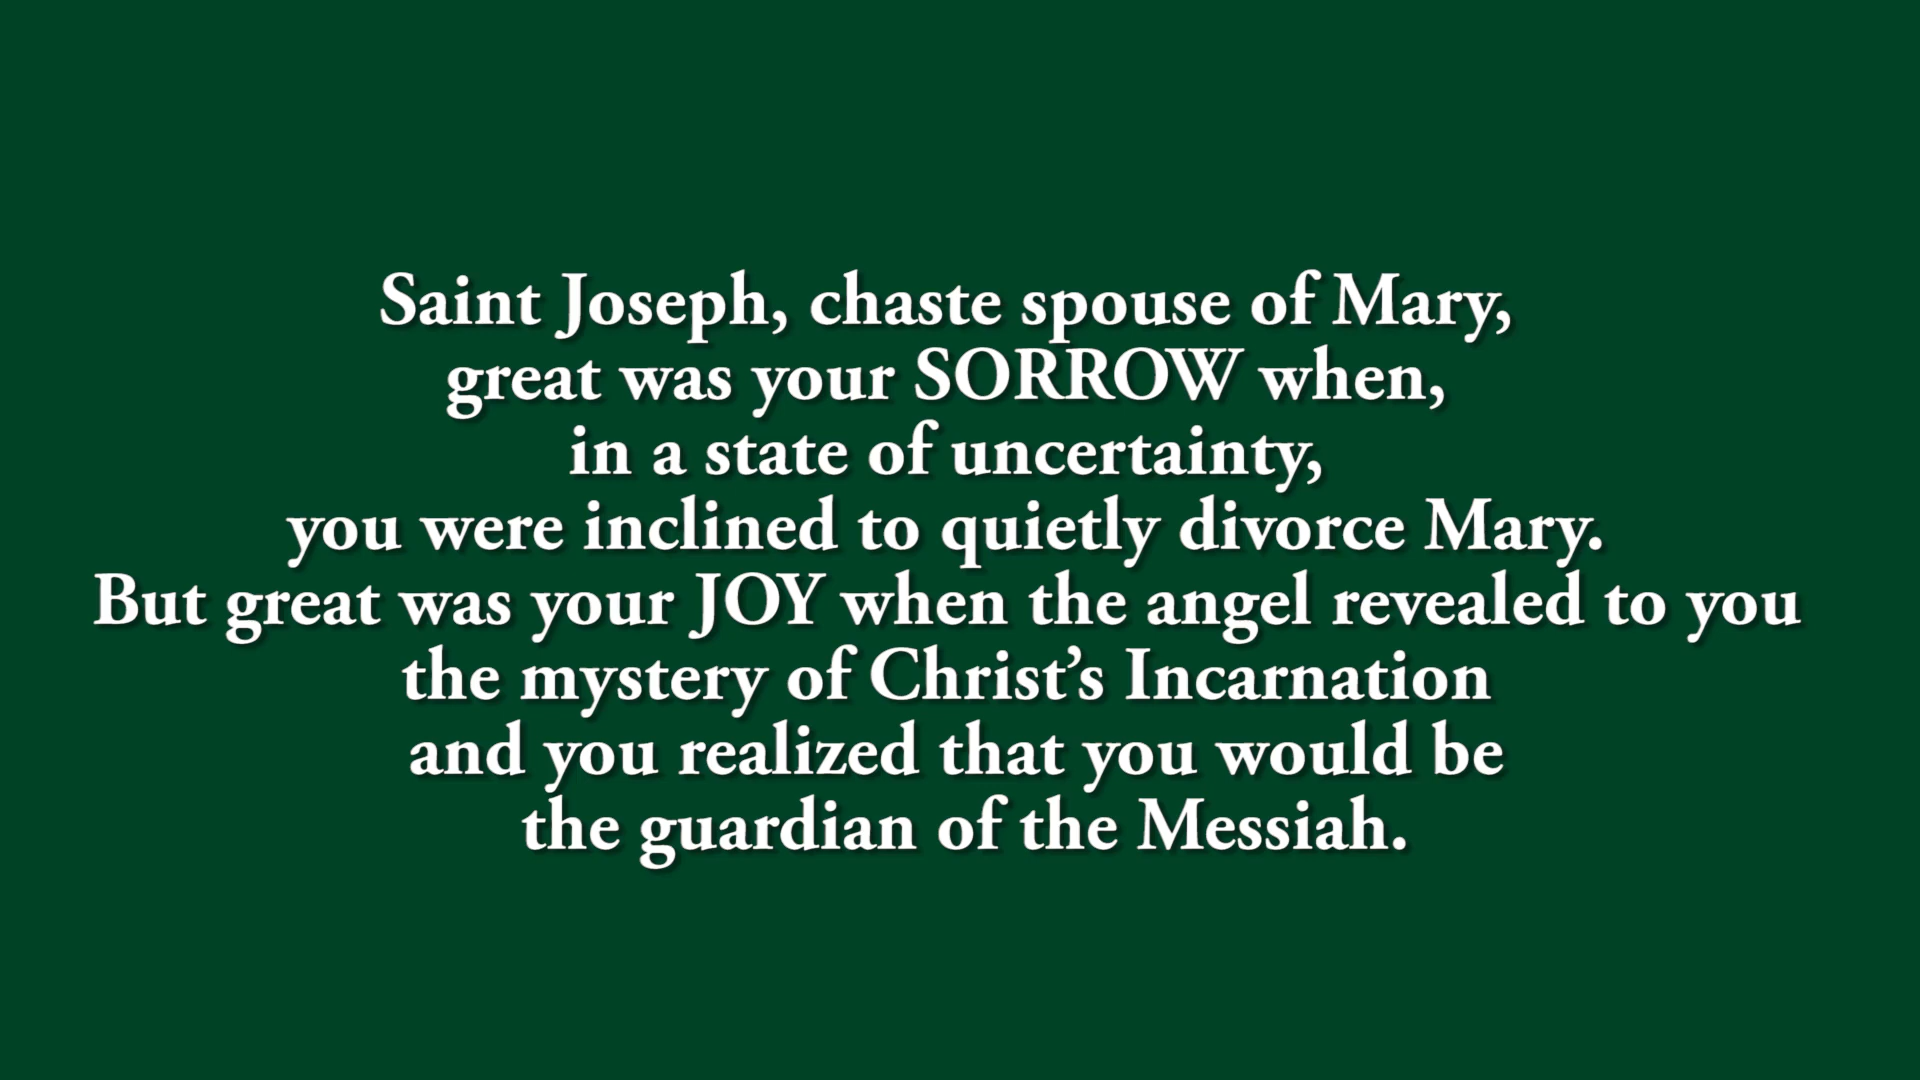 Saint Joseph, chaste spouse of Mary,
great was your SORROW when,
in a state of uncertainty,
you were inclined to quietly divorce Mary.
But great was your JOY when the angel revealed to you
the mystery of Christ’s Incarnation
and you realized that you would be
the guardian of the Messiah.